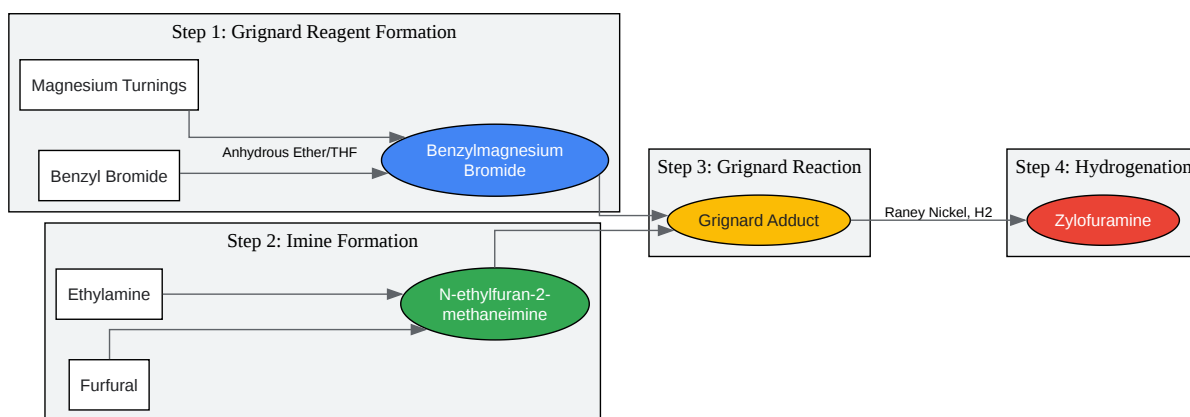 Step 1: Grignard Reagent Formation
Magnesium Turnings
Anhydrous Ether/THF
Benzyl Bromide
Benzylmagnesium
Bromide
Step 2: Imine Formation
Ethylamine
Furfural
N-ethylfuran-2-
methaneimine
Step 3: Grignard Reaction
Grignard Adduct
Raney Nickel, H2
Step 4: Hydrogenation
Zylofuramine